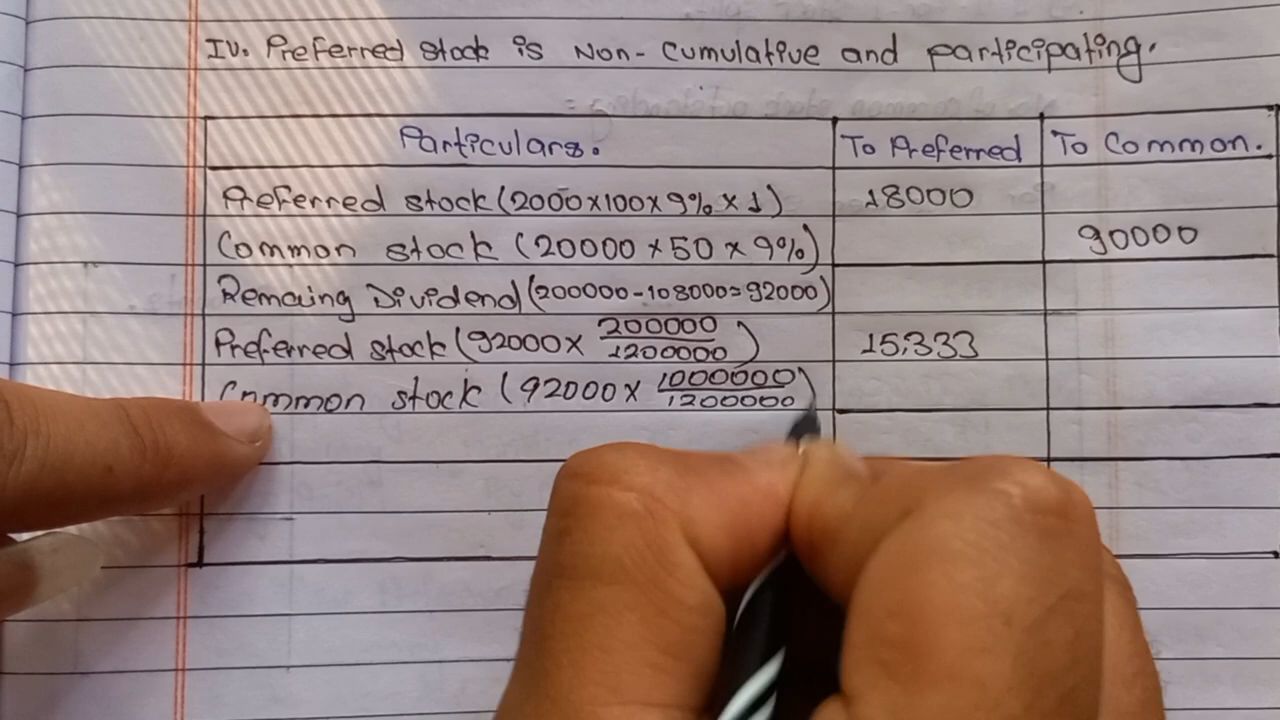 IV. Preferred stock is Non-cumulative and participating.
Particulars. To Preferred To Common.
Preferred stock (2000x100x9% x 1) 18000
Common stock (20000 x 50 x 9%) 90000
Remaing Dividend (200000-108000=92000)
Preferred stock (92000x 200000/1200000) 15,333
Common stock (92000x 1000000/1200000)